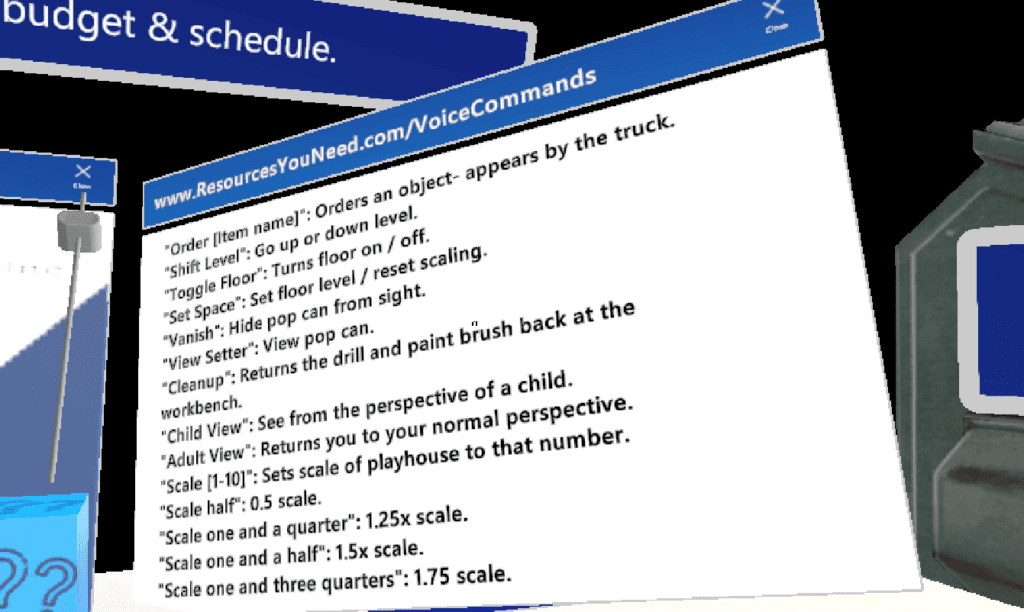 budget & schedule.
Close
www.ResourcesYouNeed.com/VoiceCommands
Close
"Order [Item name]": Orders an object- appears by the truck.
"Shift Level": Go up or down level.
"Toggle Floor": Turns floor on / off.
"Set Space": Set floor level / reset scaling.
"Vanish": Hide pop can from sight.
"View Setter": View pop can.
"Cleanup": Returns the drill and paint brush back at the
workbench.
"Child View": See from the perspective of a child.
"Adult View": Returns you to your normal perspective.
"Scale [1-10]": Sets scale of playhouse to that number.
"Scale half": 0.5 scale.
"Scale one and a quarter": 1.25x scale.
"Scale one and a half": 1.5x scale.
"Scale one and three quarters": 1.75 scale.
??